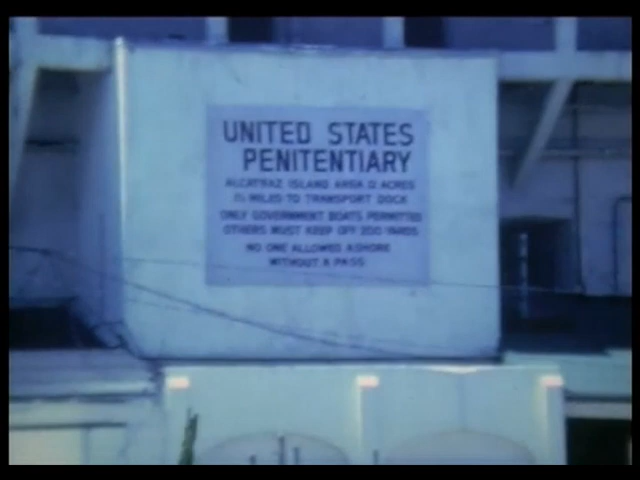 UNITED STATES
PENITENTIARY
ALCATRAZ ISLAND AREA 12 ACRES
1½ MILES TO TRANSPORT DOCK
ONLY GOVERNMENT BOATS PERMITTED
OTHERS MUST KEEP OFF 200 YARDS
NO ONE ALLOWED ASHORE
WITHOUT A PASS